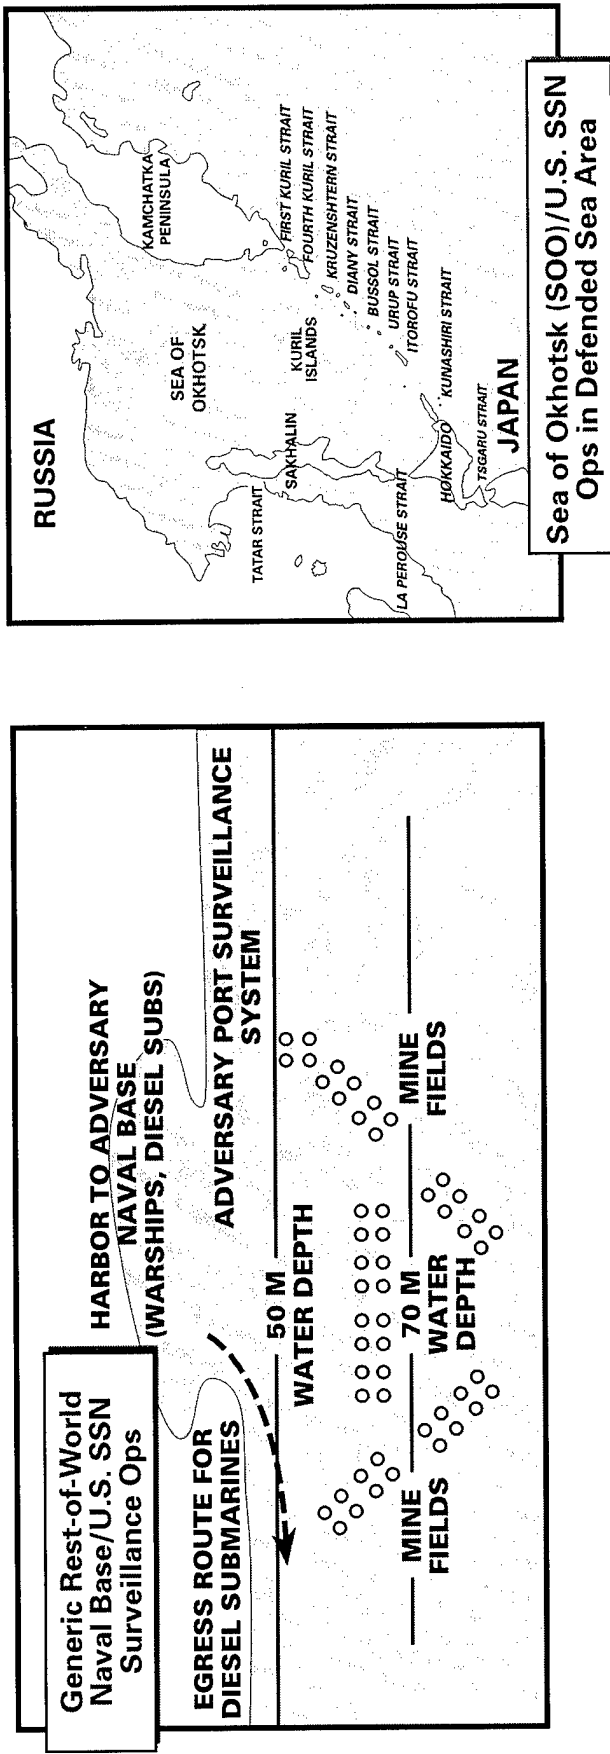 Generic Rest-of-World
Naval Base/U.S. SSN
Surveillance Ops
HARBOR TO ADVERSARY
NAVAL BASE
(WARSHIPS, DIESEL SUBS)
EGRESS ROUTE FOR
DIESEL SUBMARINES
ADVERSARY PORT SURVEILLANCE
SYSTEM
50 M
WATER DEPTH
MINE
FIELDS
70 M
WATER
DEPTH
MINE
FIELDS
RUSSIA
KAMCHATKA
PENINSULA
SEA OF
OKHOTSK
TATAR STRAIT
SAKHALIN
KURIL
ISLANDS
FIRST KURIL STRAIT
FOURTH KURIL STRAIT
KRUZENSHTERN STRAIT
DIANY STRAIT
BUSSOL STRAIT
URUP STRAIT
ITOROFU STRAIT
LA PEROUSE STRAIT
HOKKAIDO
KUNASHIRI STRAIT
TSGARU STRAIT
JAPAN
Sea of Okhotsk (SOO)/U.S. SSN
Ops in Defended Sea Area